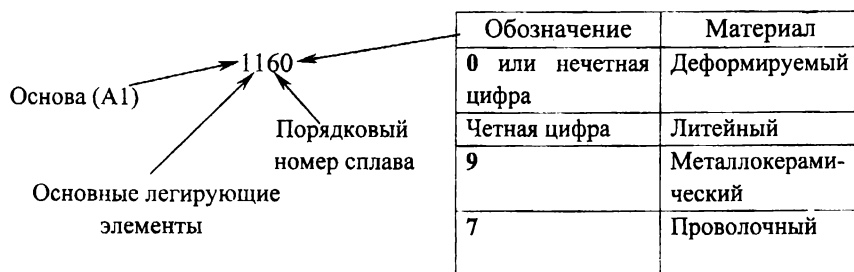 1160
Основа (А1)
Порядковый
номер сплава
Основные легирующие
элементы
Обозначение Материал
0 или нечетная Деформируемый
цифра
Четная цифра Литейный
9 Металлокерами-
ческий
7 Проволочный